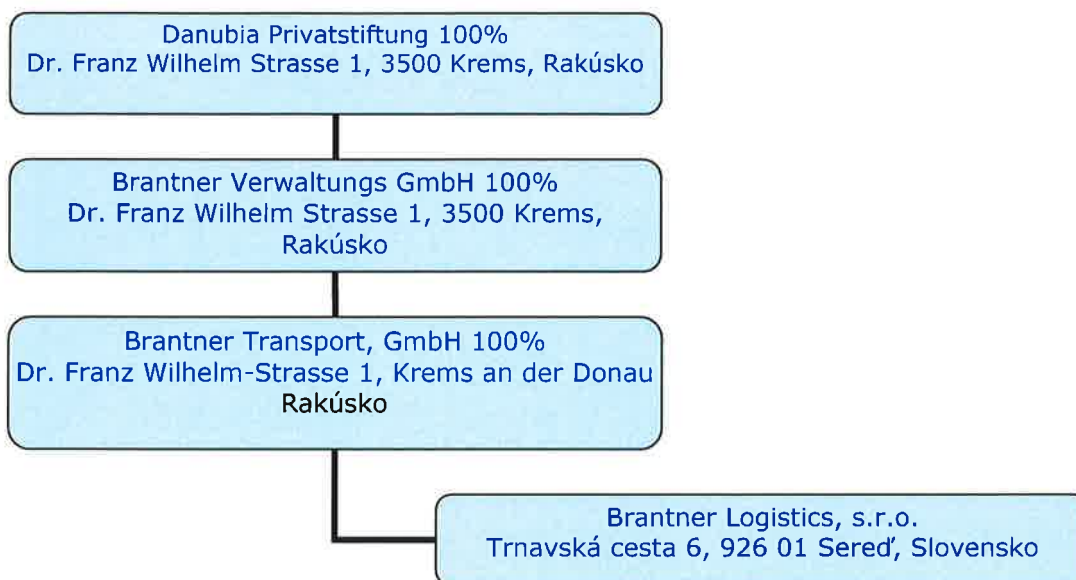 Danubia Privatstiftung 100%
Dr. Franz Wilhelm Strasse 1, 3500 Krems, Rakúsko
Brantner Verwaltungs GmbH 100%
Dr. Franz Wilhelm Strasse 1, 3500 Krems,
Rakúsko
Brantner Transport, GmbH 100%
Dr. Franz Wilhelm-Strasse 1, Krems an der Donau
Rakúsko
Brantner Logistics, s.r.o.
Trnavská cesta 6, 926 01 Sereď, Slovensko